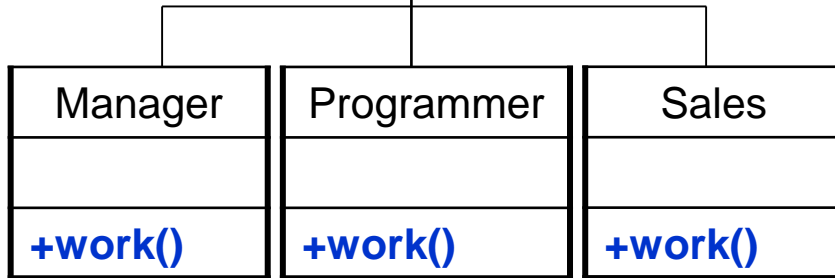 Manager Programmer Sales
+work() +work() +work()